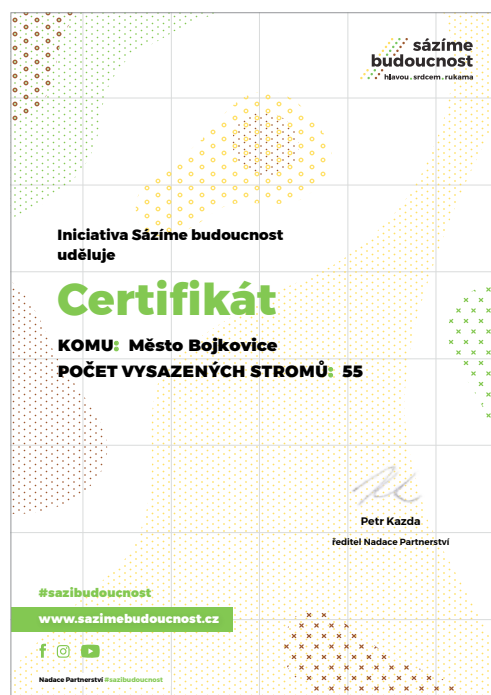 sázíme
budoucnost
hlavou.srdcem.rukama
Iniciativa Sázíme budoucnost
uděluje
Certifikát
KOMU: Město Bojkovice
POČET VYSAZENÝCH STROMŮ: 55
Petr Kazda
ředitel Nadace Partnerství
#sazibudoucnost
www.sazimebudoucnost.cz
Nadace Partnerství #sazibudoucnost